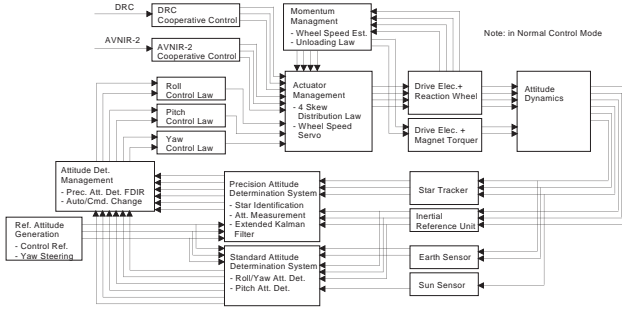 DRC
DRC
Cooperative Control
AVNIR-2
AVNIR-2
Cooperative Control
Momentum
Managment
- Wheel Speed Est.
- Unloading Law
Note: in Normal Control Mode
Roll
Control Law
Pitch
Control Law
Yaw
Control Law
Actuator
Management
- 4 Skew
Distribution Law
- Wheel Speed
Servo
Drive Elec.+
Reaction Wheel
Drive Elec. +
Magnet Torquer
Attitude
Dynamics
Attitude Det.
Management
- Prec. Att. Det. FDIR
- Auto/Cmd. Change
Precision Attitude
Determination System
- Star Identification
- Att. Measurement
- Extended Kalman
Filter
Star Tracker
Inertial
Reference Unit
Ref. Attitude
Generation
- Control Ref.
- Yaw Steering
Standard Attitude
Determination System
- Roll/Yaw Att. Det.
- Pitch Att. Det.
Earth Sensor
Sun Sensor